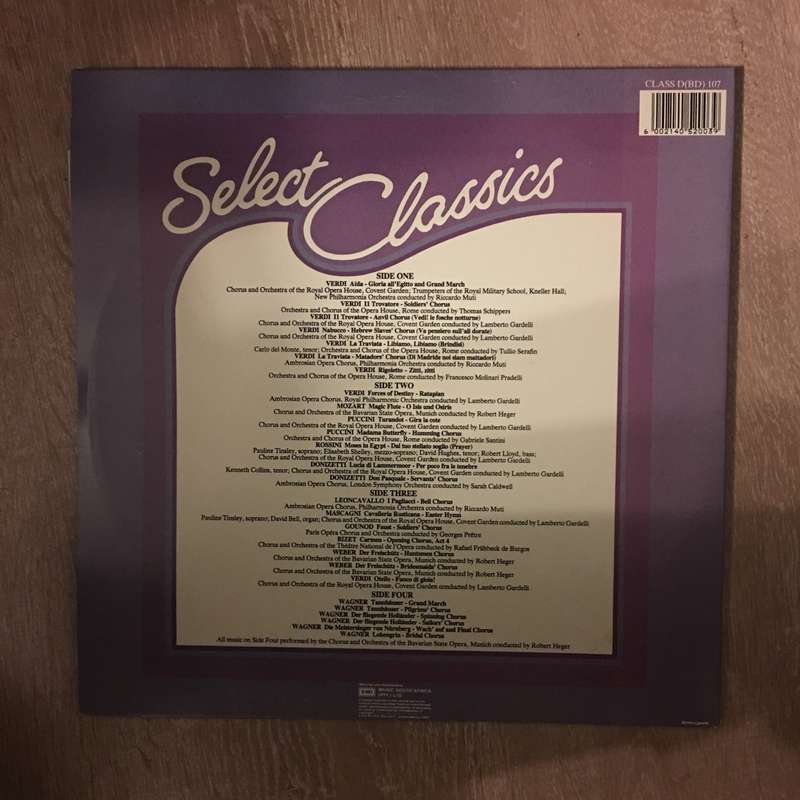 CLASS D(BD) 107
6 002140 520039
Select Classics
SIDE ONE
VERDI Aida - Gloria all'Egitto and Grand March
Chorus and Orchestra of the Royal Opera House, Covent Garden; Trumpeters of the Royal Military School, Kneller Hall;
New Philharmonia Orchestra conducted by Riccardo Muti
VERDI Il Trovatore - Soldiers' Chorus
Orchestra and Chorus of the Opera House, Rome conducted by Thomas Schippers
VERDI Il Trovatore - Anvil Chorus (Vedi! le fosche notturne)
Chorus and Orchestra of the Royal Opera House, Covent Garden conducted by Lamberto Gardelli
VERDI Nabucco - Hebrew Slaves' Chorus (Va pensiero sull'ali dorate)
Chorus and Orchestra of the Royal Opera House, Covent Garden conducted by Lamberto Gardelli
VERDI La Traviata - Libiamo, Libiamo (Brindisi)
Carlo del Monte, tenor; Orchestra and Chorus of the Opera House, Rome conducted by Tullio Serafin
VERDI La Traviata - Matadors' Chorus (Di Madride noi siam mattadori)
Ambrosian Opera Chorus, Philharmonia Orchestra conducted by Riccardo Muti
VERDI Rigoletto - Zitti, zitti
Orchestra and Chorus of the Opera House, Rome conducted by Francesco Molinari Pradelli
SIDE TWO
VERDI Forces of Destiny - Rataplan
Ambrosian Opera Chorus, Royal Philharmonic Orchestra conducted by Lamberto Gardelli
MOZART Magic Flute - O Isis und Osiris
Chorus and Orchestra of the Bavarian State Opera, Munich conducted by Robert Heger
PUCCINI Turandot - Gira la cote
Chorus and Orchestra of the Royal Opera House, Covent Garden conducted by Lamberto Gardelli
PUCCINI Madama Butterfly - Humming Chorus
Orchestra and Chorus of the Opera House, Rome conducted by Gabriele Santini
ROSSINI Moses in Egypt - Dal tuo stellato soglio (Prayer)
Pauline Tinsley, soprano; Elisabeth Shelley, mezzo-soprano; David Hughes, tenor; Robert Lloyd, bass;
Chorus and Orchestra of the Royal Opera House, Covent Garden conducted by Lamberto Gardelli
DONIZETTI Lucia di Lammermoor - Per poco fra le tenebre
Kenneth Collins, tenor; Chorus and Orchestra of the Royal Opera House, Covent Garden conducted by Lamberto Gardelli
DONIZETTI Don Pasquale - Servants' Chorus
Ambrosian Opera Chorus, London Symphony Orchestra conducted by Sarah Caldwell
SIDE THREE
LEONCAVALLO I Pagliacci - Bell Chorus
Ambrosian Opera Chorus, Philharmonia Orchestra conducted by Riccardo Muti
MASCAGNI Cavalleria Rusticana - Easter Hymn
Pauline Tinsley, soprano; David Bell, organ; Chorus and Orchestra of the Royal Opera House, Covent Garden conducted by Lamberto Gardelli
GOUNOD Faust - Soldiers' Chorus
Paris Opéra Chorus and Orchestra conducted by Georges Prêtre
BIZET Carmen - Opening Chorus, Act 4
Chorus and Orchestra of the Théâtre National de l'Opera conducted by Rafael Frühbeck de Burgos
WEBER Der Freischütz - Huntsmen Chorus
Chorus and Orchestra of the Bavarian State Opera, Munich conducted by Robert Heger
WEBER Der Freischütz - Bridesmaids' Chorus
Chorus and Orchestra of the Bavarian State Opera, Munich conducted by Robert Heger
VERDI Otello - Fuoco di gioia!
Chorus and Orchestra of the Royal Opera House, Covent Garden conducted by Lamberto Gardelli
SIDE FOUR
WAGNER Tannhäuser - Grand March
WAGNER Tannhäuser - Pilgrims' Chorus
WAGNER Der fliegende Holländer - Spinning Chorus
WAGNER Der fliegende Holländer - Sailors' Chorus
WAGNER Die Meistersinger von Nürnberg - Wach' auf and Final Chorus
WAGNER Lohengrin - Bridal Chorus
All music on Side Four performed by the Chorus and Orchestra of the Bavarian State Opera, Munich conducted by Robert Heger
EMI MUSIC SOUTH AFRICA
(PTY.) LTD.